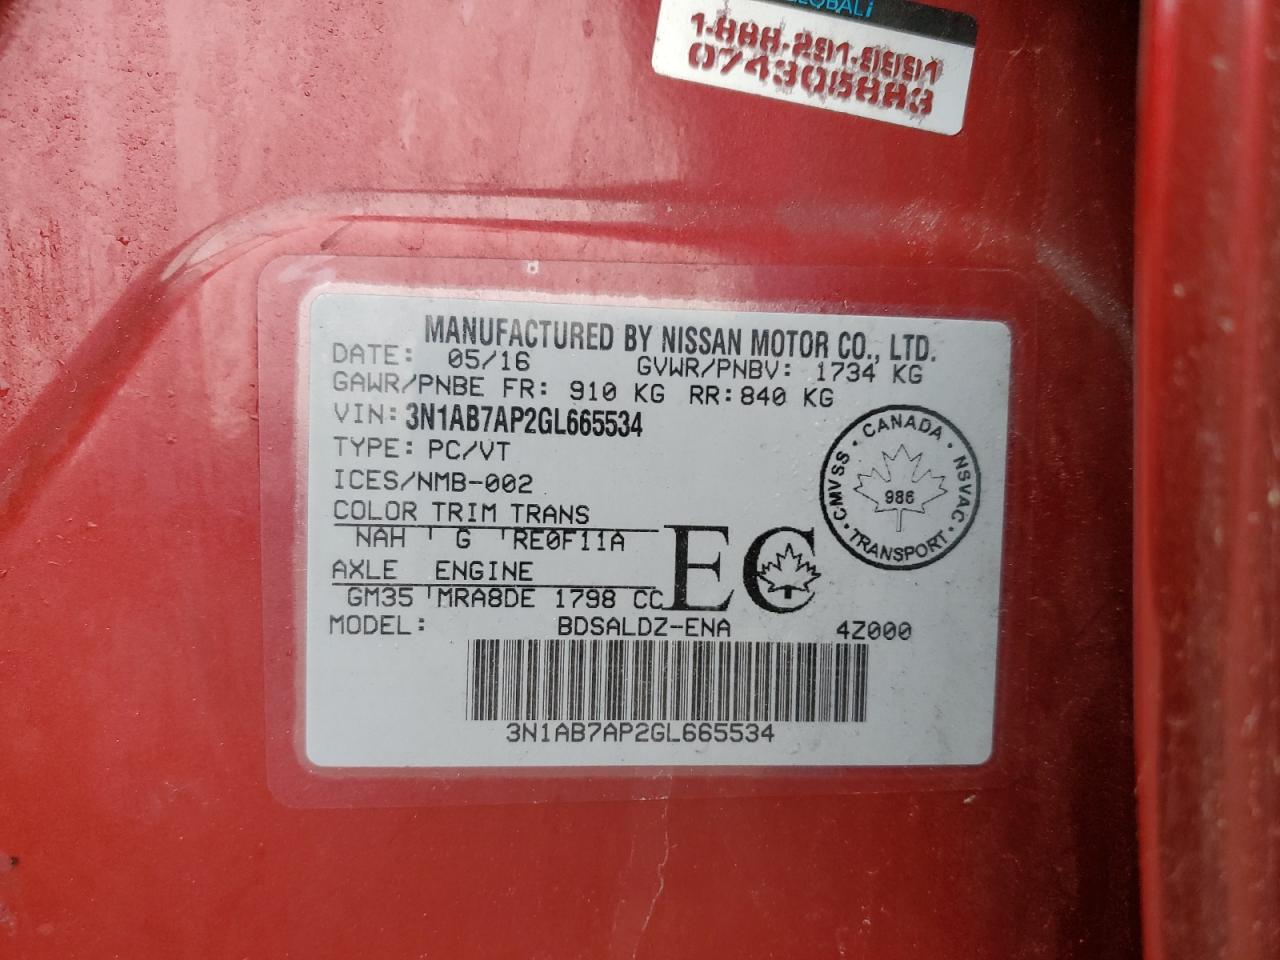 1-888-291-9991
074305883
MANUFACTURED BY NISSAN MOTOR CO., LTD.
DATE: 05/16 GVWR/PNBV: 1734 KG
GAWR/PNBE FR: 910 KG RR: 840 KG
VIN: 3N1AB7AP2GL665534
TYPE: PC/VT
ICES/NMB-002
COLOR TRIM TRANS
NAH G RE0F11A
AXLE ENGINE
GM35 MRA8DE 1798 CC
EC
MODEL: BDSALDZ-ENA 4Z000
3N1AB7AP2GL665534
CANADA · NSVAC · TRANSPORT · CMVSS ·
986